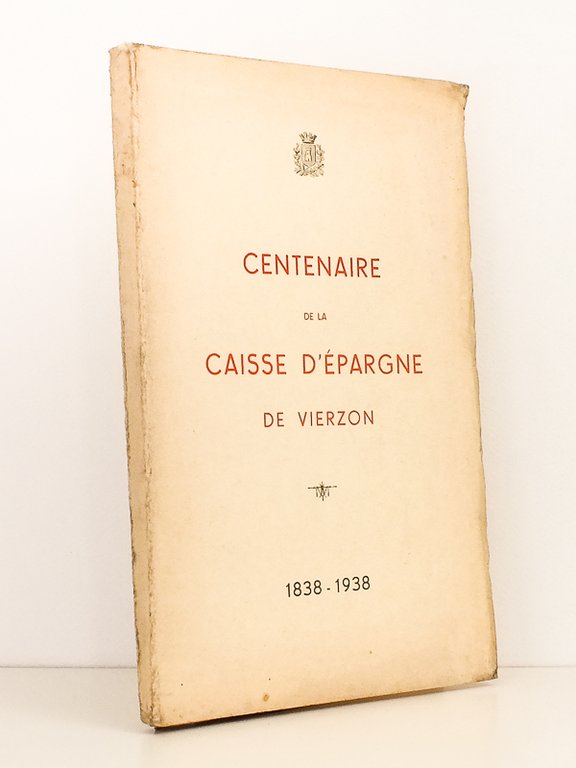 CENTENAIRE
DE LA
CAISSE D'ÉPARGNE
DE VIERZON
1838-1938